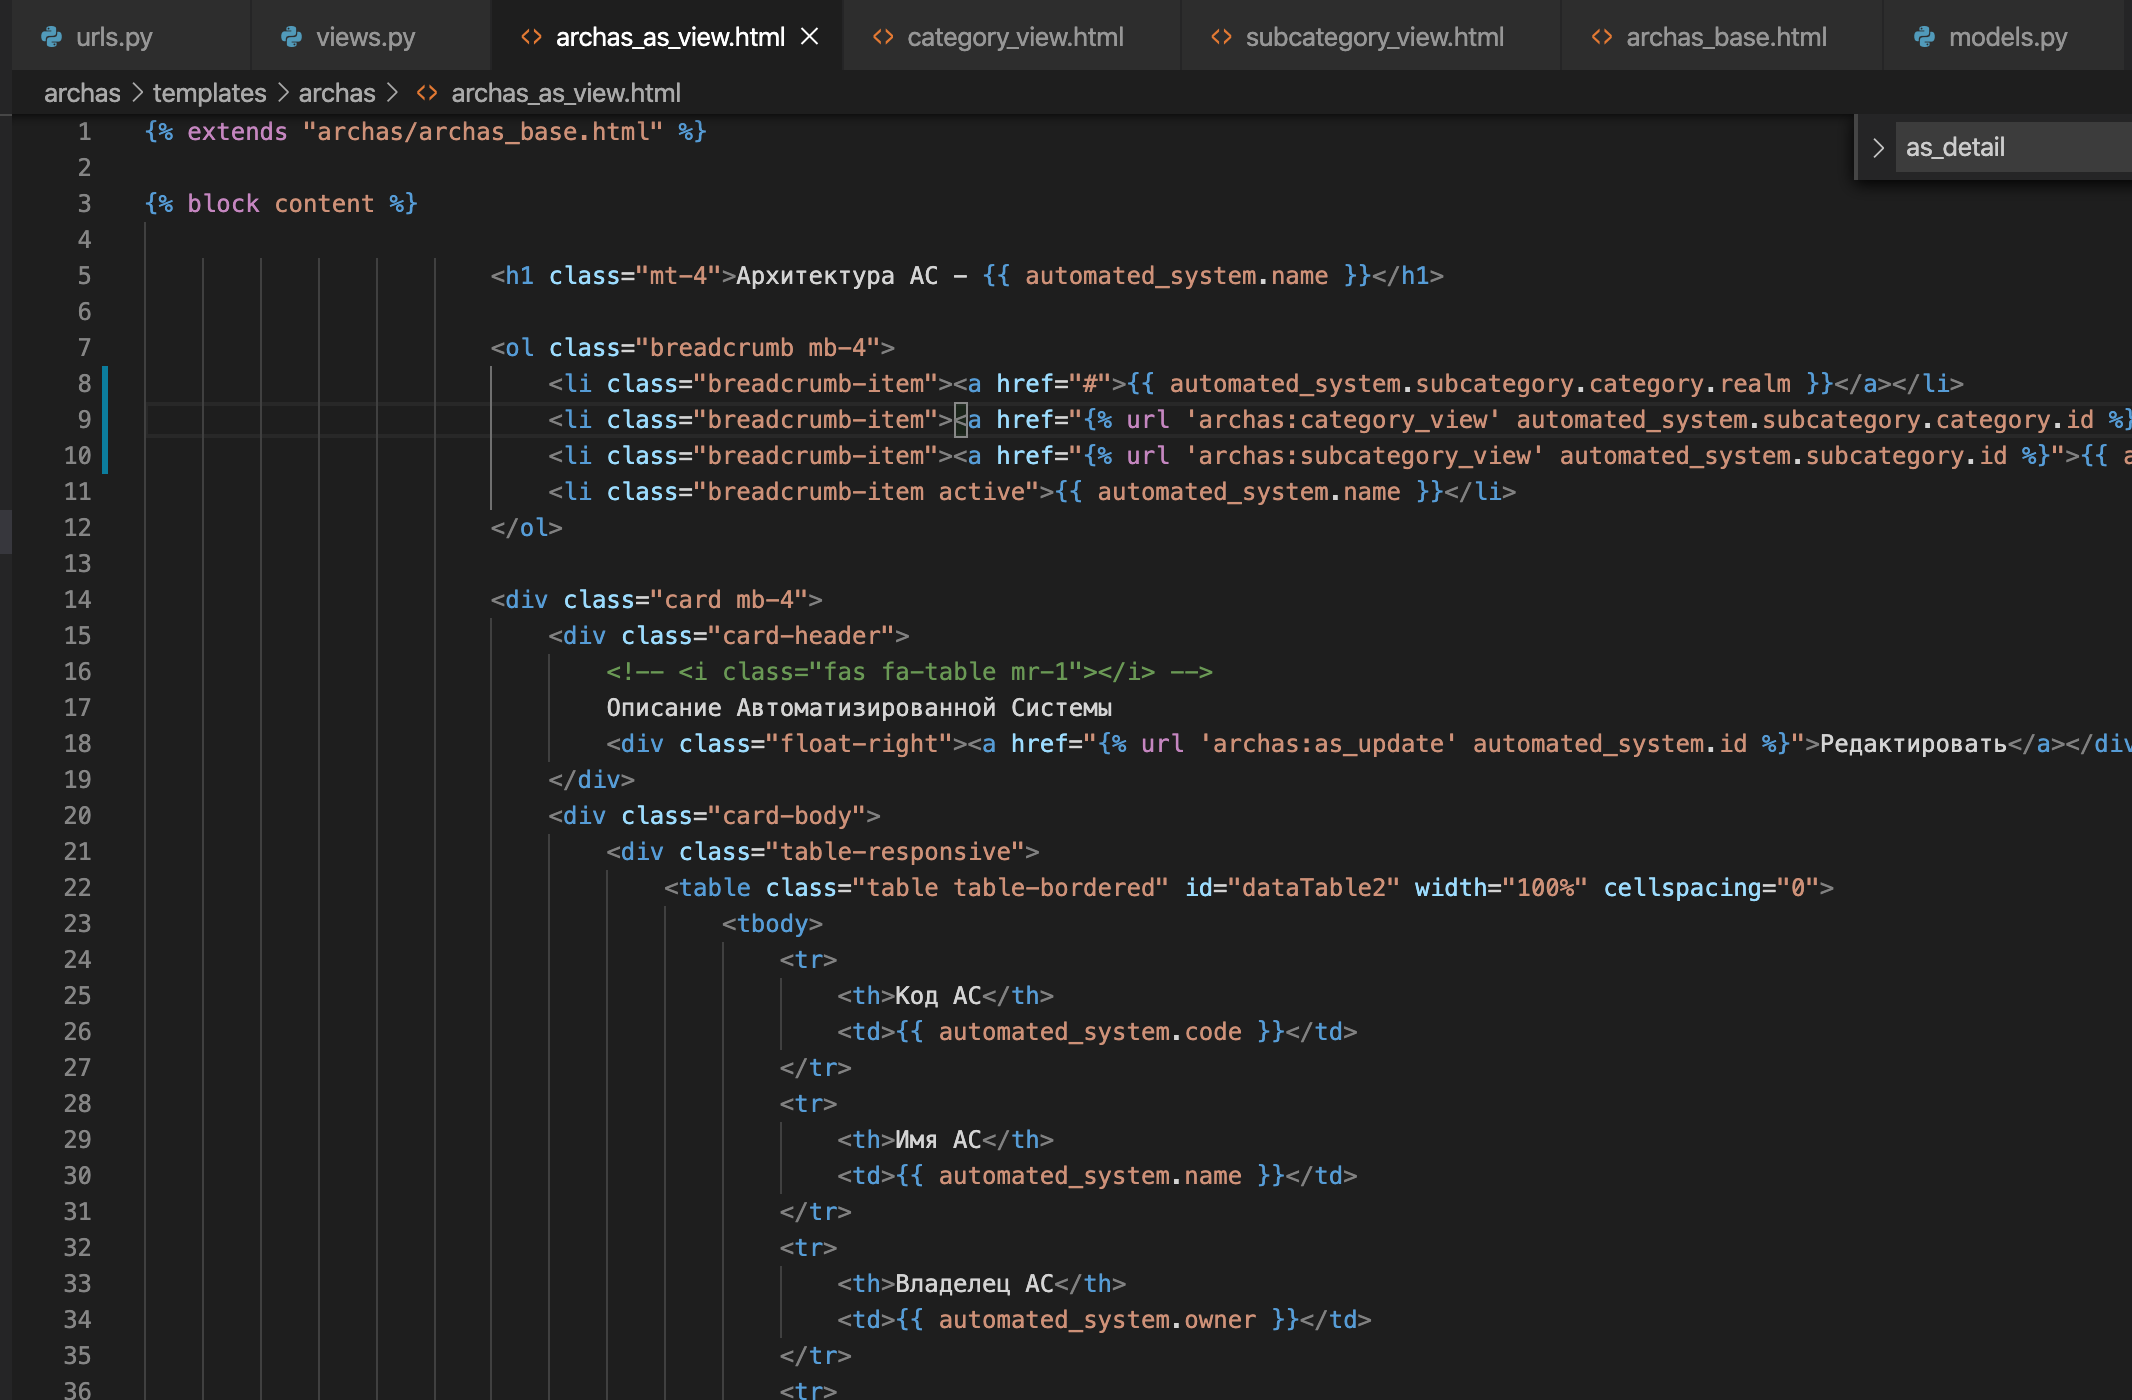 urls.py views.py archas_as_view.html category_view.html subcategory_view.html archas_base.html models.py
archas > templates > archas > archas_as_view.html
as_detail
1 {% extends "archas/archas_base.html" %}
2
3 {% block content %}
4
5 <h1 class="mt-4">Архитектура АС - {{ automated_system.name }}</h1>
6
7 <ol class="breadcrumb mb-4">
8 <li class="breadcrumb-item"><a href="#">{{ automated_system.subcategory.category.realm }}</a></li>
9 <li class="breadcrumb-item"><a href="{% url 'archas:category_view' automated_system.subcategory.category.id %}
10 <li class="breadcrumb-item"><a href="{% url 'archas:subcategory_view' automated_system.subcategory.id %}">{{ a
11 <li class="breadcrumb-item active">{{ automated_system.name }}</li>
12 </ol>
13
14 <div class="card mb-4">
15 <div class="card-header">
16 <!-- <i class="fas fa-table mr-1"></i> -->
17 Описание Автоматизированной Системы
18 <div class="float-right"><a href="{% url 'archas:as_update' automated_system.id %}">Редактировать</a></div
19 </div>
20 <div class="card-body">
21 <div class="table-responsive">
22 <table class="table table-bordered" id="dataTable2" width="100%" cellspacing="0">
23 <tbody>
24 <tr>
25 <th>Код АС</th>
26 <td>{{ automated_system.code }}</td>
27 </tr>
28 <tr>
29 <th>Имя АС</th>
30 <td>{{ automated_system.name }}</td>
31 </tr>
32 <tr>
33 <th>Владелец АС</th>
34 <td>{{ automated_system.owner }}</td>
35 </tr>
36 <tr>